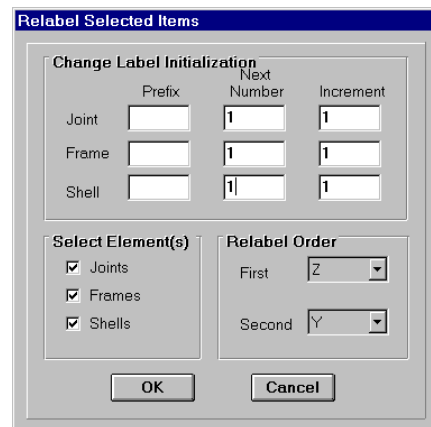 Relabel Selected Items
Change Label Initialization
Prefix Next Number Increment
Joint 1 1
Frame 1 1
Shell 1 1
Select Element(s)
Joints
Frames
Shells
Relabel Order
First Z
Second Y
OK Cancel